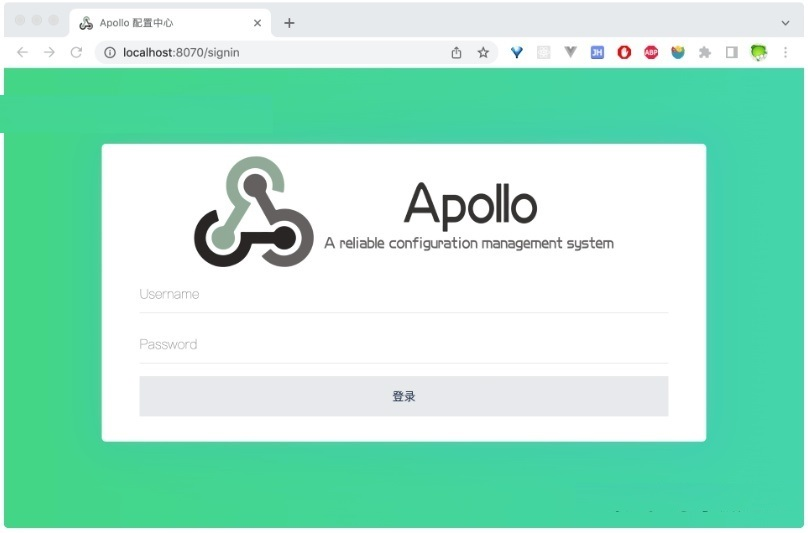 Apollo 配置中心
localhost:8070/signin
JH
ABP
Apollo
A reliable configuration management system
Username
Password
登录